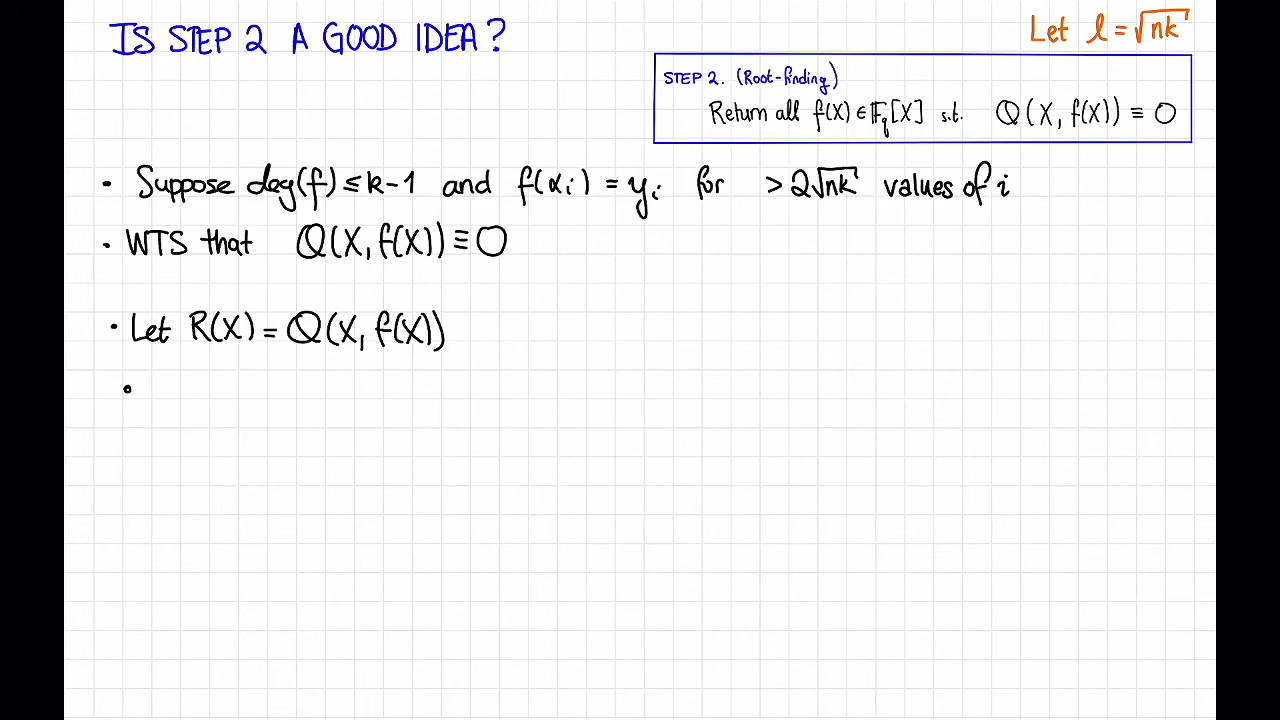 IS STEP 2 A GOOD IDEA?
Let l = √nk
STEP 2. (Root-finding)
Return all f(X) ∈ 𝔽q[X] s.t. Q(X, f(X)) ≡ 0
• Suppose deg(f) ≤ k-1 and f(αi) = yi for > 2√nk values of i
• WTS that Q(X, f(X)) ≡ 0
• Let R(X) = Q(X, f(X))
•